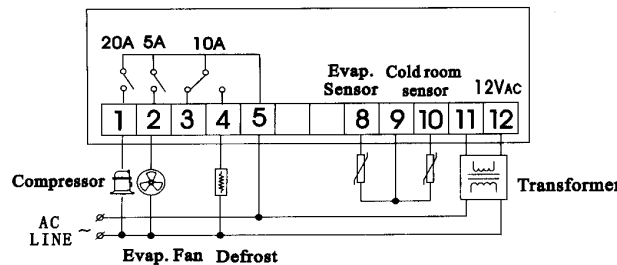 20A 5A 10A
Evap. Sensor Cold room sensor 12VAC
1 2 3 4 5 8 9 10 11 12
Compressor
Transformer
AC LINE ~
Evap. Fan Defrost